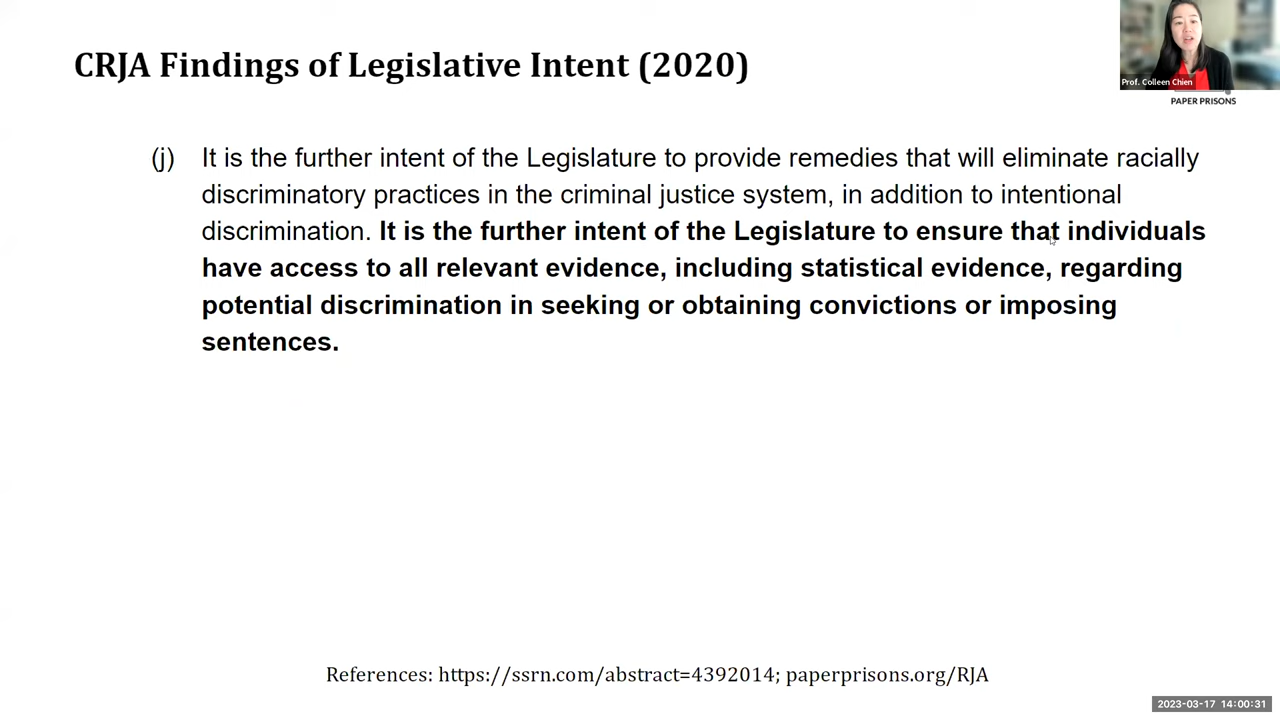 CRJA Findings of Legislative Intent (2020)
Prof. Colleen Chien
PAPER PRISONS
(j) It is the further intent of the Legislature to provide remedies that will eliminate racially
discriminatory practices in the criminal justice system, in addition to intentional
discrimination. It is the further intent of the Legislature to ensure that individuals
have access to all relevant evidence, including statistical evidence, regarding
potential discrimination in seeking or obtaining convictions or imposing
sentences.
References: https://ssrn.com/abstract=4392014; paperprisons.org/RJA
2023-03-17 14:00:31